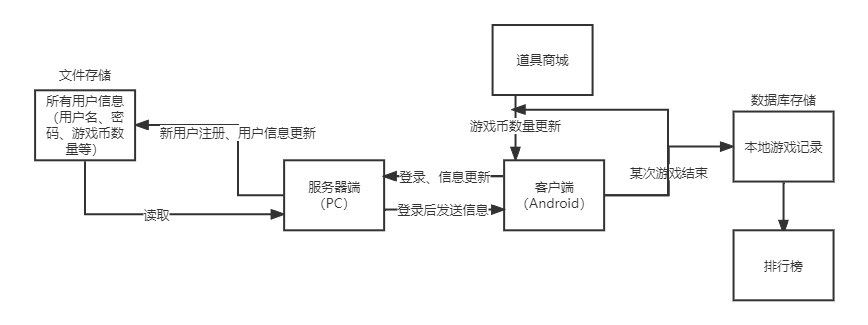 道具商城
文件存储
所有用户信息
（用户名、密
码、游戏币数
量等）
数据库存储
新用户注册、用户信息更新
游戏币数量更新
本地游戏记录
登录、信息更新
某次游戏结束
服务器端
（PC）
客户端
（Android）
读取
登录后发送信息
排行榜